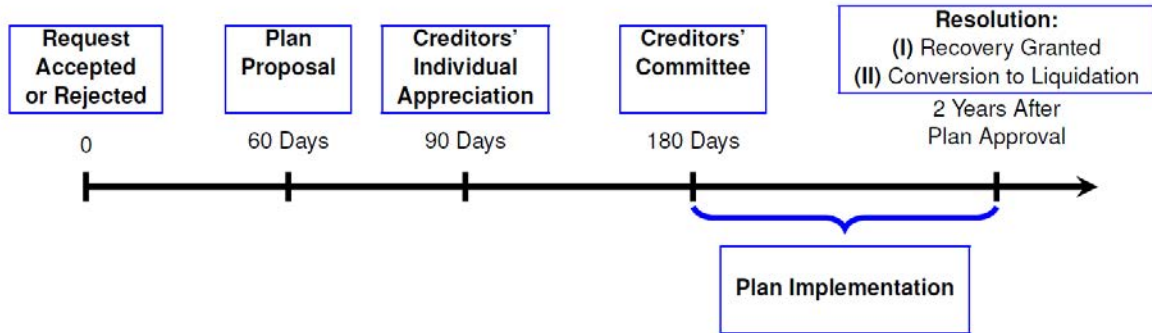 Request
Accepted
or Rejected
0
Plan
Proposal
60 Days
Creditors'
Individual
Appreciation
90 Days
Creditors'
Committee
180 Days
Resolution:
(I) Recovery Granted
(II) Conversion to Liquidation
2 Years After
Plan Approval
Plan Implementation